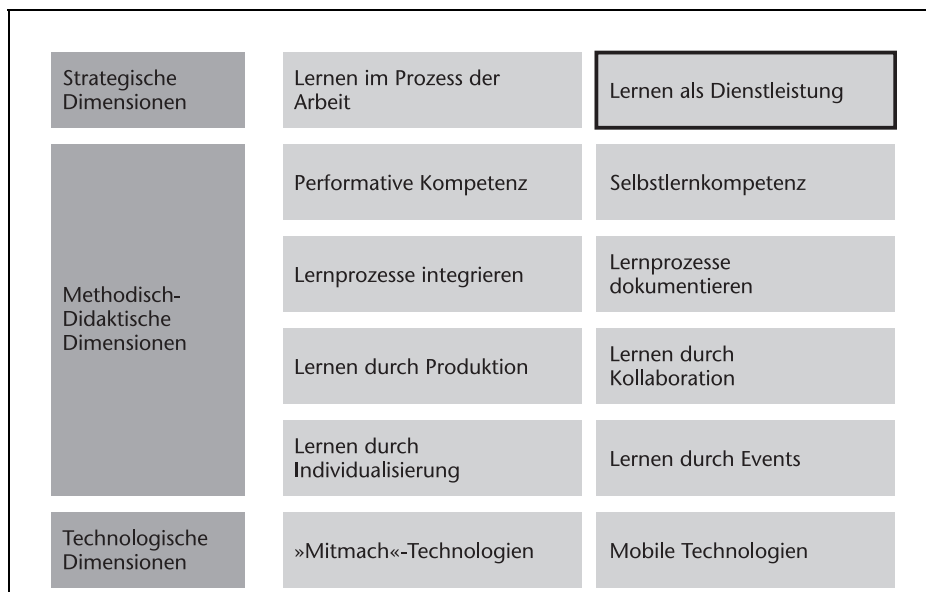 Strategische
Dimensionen
Lernen im Prozess der
Arbeit
Lernen als Dienstleistung
Methodisch-
Didaktische
Dimensionen
Performative Kompetenz
Selbstlernkompetenz
Lernprozesse integrieren
Lernprozesse
dokumentieren
Lernen durch Produktion
Lernen durch
Kollaboration
Lernen durch
Individualisierung
Lernen durch Events
Technologische
Dimensionen
»Mitmach«-Technologien
Mobile Technologien